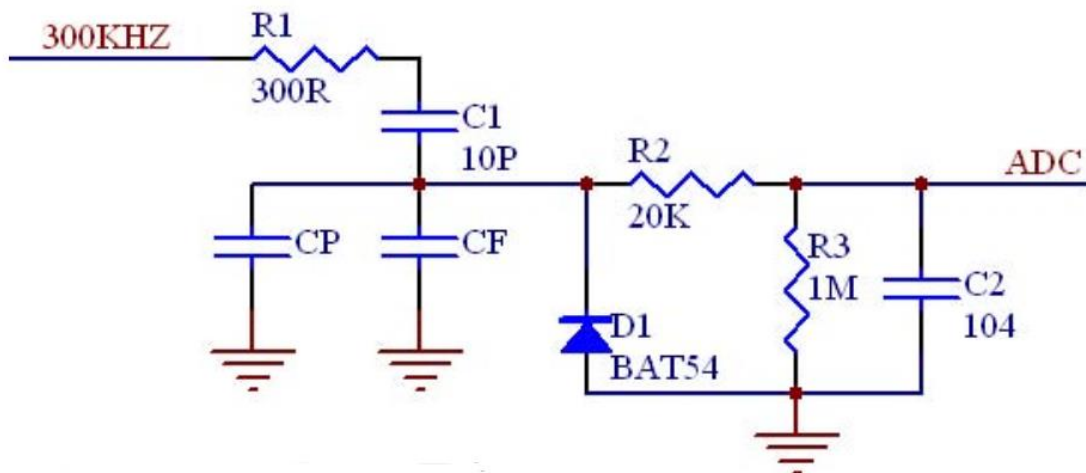 300KHZ
R1
300R
C1
10P
R2
20K
ADC
CP
CF
R3
1M
C2
104
D1
BAT54